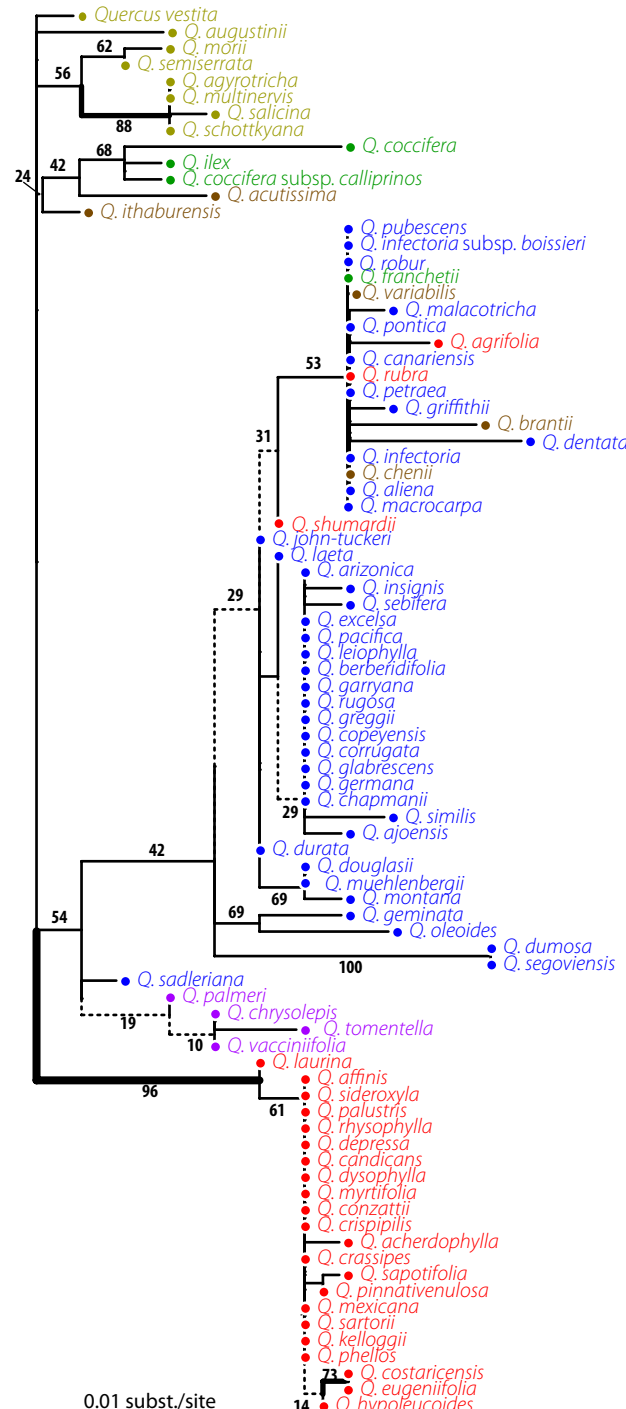 Quercus vestita
Q. augustinii
62 Q. morii
56 Q. semiserrata
Q. agyrotricha
Q. multinervis
Q. salicina
88 Q. schottkyana
Q. coccifera
68
42 Q. ilex
24 Q. coccifera subsp. calliprinos
Q. acutissima
Q. ithaburensis
Q. pubescens
Q. infectoria subsp. boissieri
Q. robur
Q. franchetii
Q. variabilis
Q. malacotricha
Q. pontica
Q. agrifolia
Q. canariensis
53 Q. rubra
Q. petraea
Q. griffithii
Q. brantii
31 Q. dentata
Q. infectoria
Q. chenii
Q. aliena
Q. macrocarpa
Q. shumardii
Q. john-tuckeri
Q. laeta
Q. arizonica
Q. insignis
29 Q. sebifera
Q. excelsa
Q. pacifica
Q. leiophylla
Q. berberidifolia
Q. garryana
Q. rugosa
Q. greggii
Q. copeyensis
Q. corrugata
Q. glabrescens
Q. germana
Q. chapmanii
29 Q. similis
Q. ajoensis
42 Q. durata
Q. douglasii
Q. muehlenbergii
69 Q. montana
69 Q. geminata
54 Q. oleoides
Q. dumosa
100 Q. segoviensis
Q. sadleriana
Q. palmeri
19 Q. chrysolepis
Q. tomentella
10 Q. vacciniifolia
Q. laurina
96 Q. affinis
Q. sideroxyla
61 Q. palustris
Q. rhysophylla
Q. depressa
Q. candicans
Q. dysophylla
Q. myrtifolia
Q. conzattii
Q. crispipilis
Q. acherdophylla
Q. crassipes
Q. sapotifolia
Q. pinnativenulosa
Q. mexicana
Q. sartorii
Q. kelloggii
Q. phellos
73 Q. costaricensis
Q. eugeniifolia
0.01 subst./site 14 Q. hypoleucoides